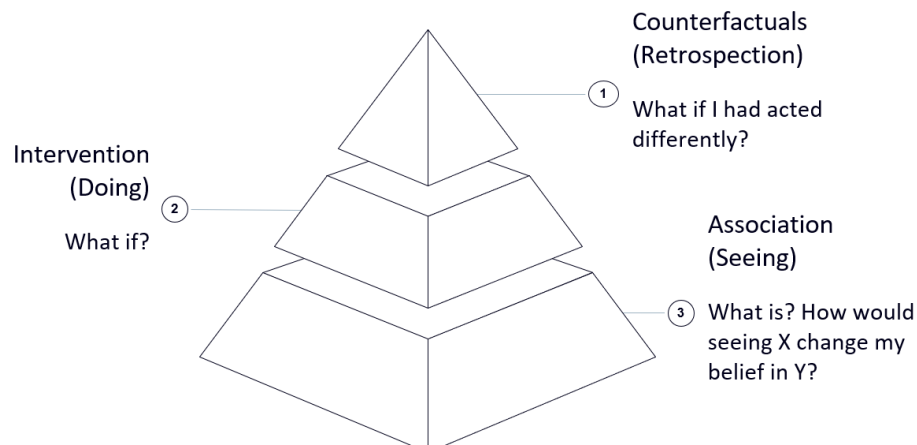 Counterfactuals
(Retrospection)
1
What if I had acted
differently?
Intervention
(Doing)
2
What if?
Association
(Seeing)
3
What is? How would
seeing X change my
belief in Y?